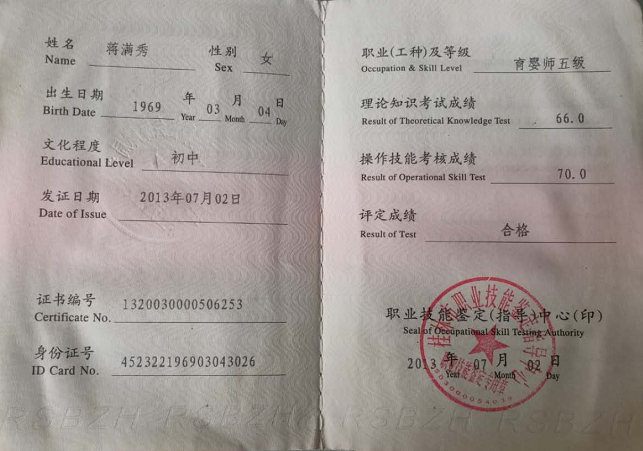 姓名 蒋满秀 性别 女
Name Sex
出生日期 1969 年 03 月 04 日
Birth Date Year Month Day
文化程度 初中
Educational Level
发证日期 2013年07月02日
Date of Issue
证书编号 1320030000506253
Certificate No.
身份证号 452322196903043026
ID Card No.
职业(工种)及等级 育婴师五级
Occupation & Skill Level
理论知识考试成绩 66.0
Result of Theoretical Knowledge Test
操作技能考核成绩 70.0
Result of Operational Skill Test
评定成绩 合格
Result of Test
职业技能鉴定(指导)中心(印)
Seal of Occupational Skill Testing Authority
2013 年 07 月 02 日
Year Month Day
RSBZH RSBZH RSBZH RSBZH